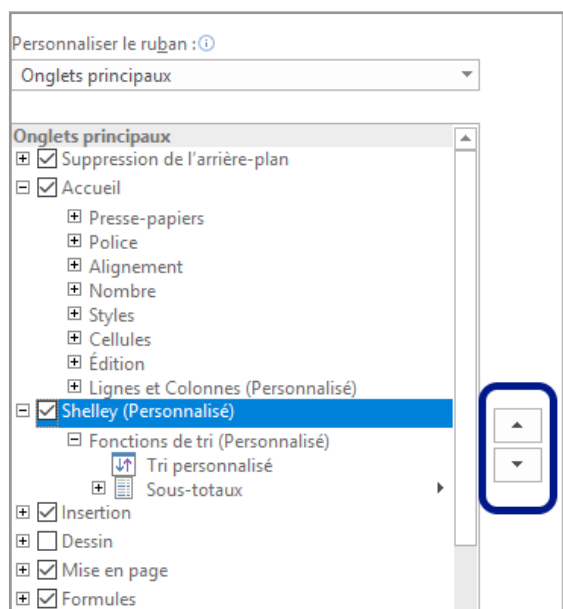 Personnaliser le ruban :
Onglets principaux
Onglets principaux
Suppression de l'arrière-plan
Accueil
Presse-papiers
Police
Alignement
Nombre
Styles
Cellules
Édition
Lignes et Colonnes (Personnalisé)
Shelley (Personnalisé)
Fonctions de tri (Personnalisé)
Tri personnalisé
Sous-totaux
Insertion
Dessin
Mise en page
Formules